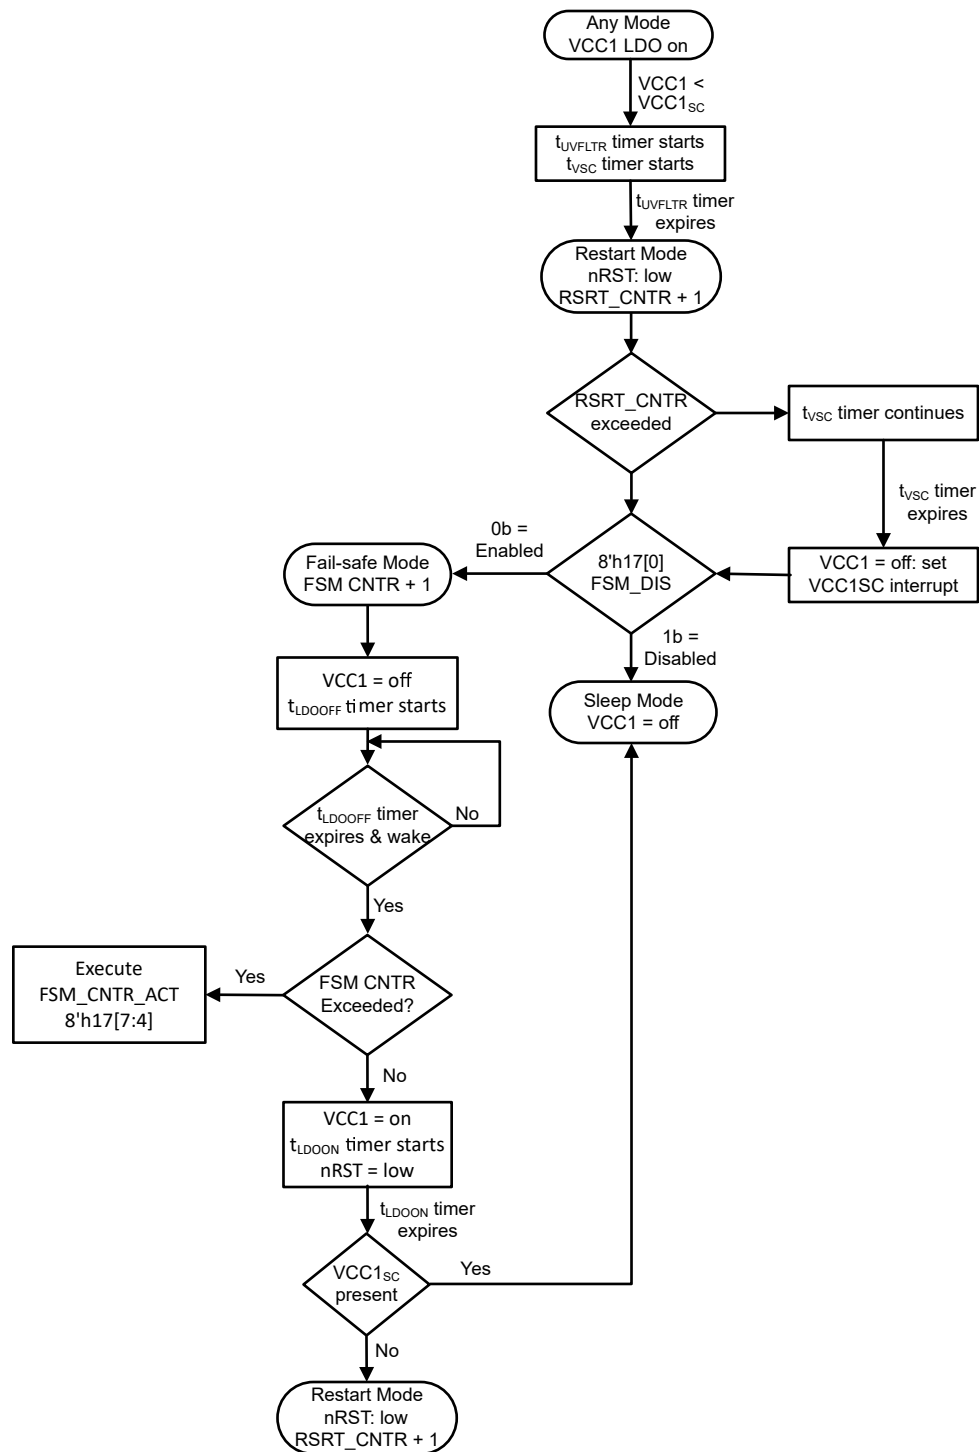 Any Mode
VCC1 LDO on
VCC1 <
VCC1SC
tUVFLTR timer starts
tVSC timer starts
tUVFLTR timer
expires
Restart Mode
nRST: low
RSRT_CNTR + 1
RSRT_CNTR
exceeded
tVSC timer continues
tVSC timer
expires
VCC1 = off: set
VCC1SC interrupt
8'h17[0]
FSM_DIS
0b =
Enabled
1b =
Disabled
Fail-safe Mode
FSM CNTR + 1
Sleep Mode
VCC1 = off
VCC1 = off
tLDOOFF timer starts
tLDOOFF timer
expires & wake
No
Yes
FSM CNTR
Exceeded?
Yes
Execute
FSM_CNTR_ACT
8'h17[7:4]
No
VCC1 = on
tLDOON timer starts
nRST = low
tLDOON timer
expires
VCC1SC
present
Yes
No
Restart Mode
nRST: low
RSRT_CNTR + 1